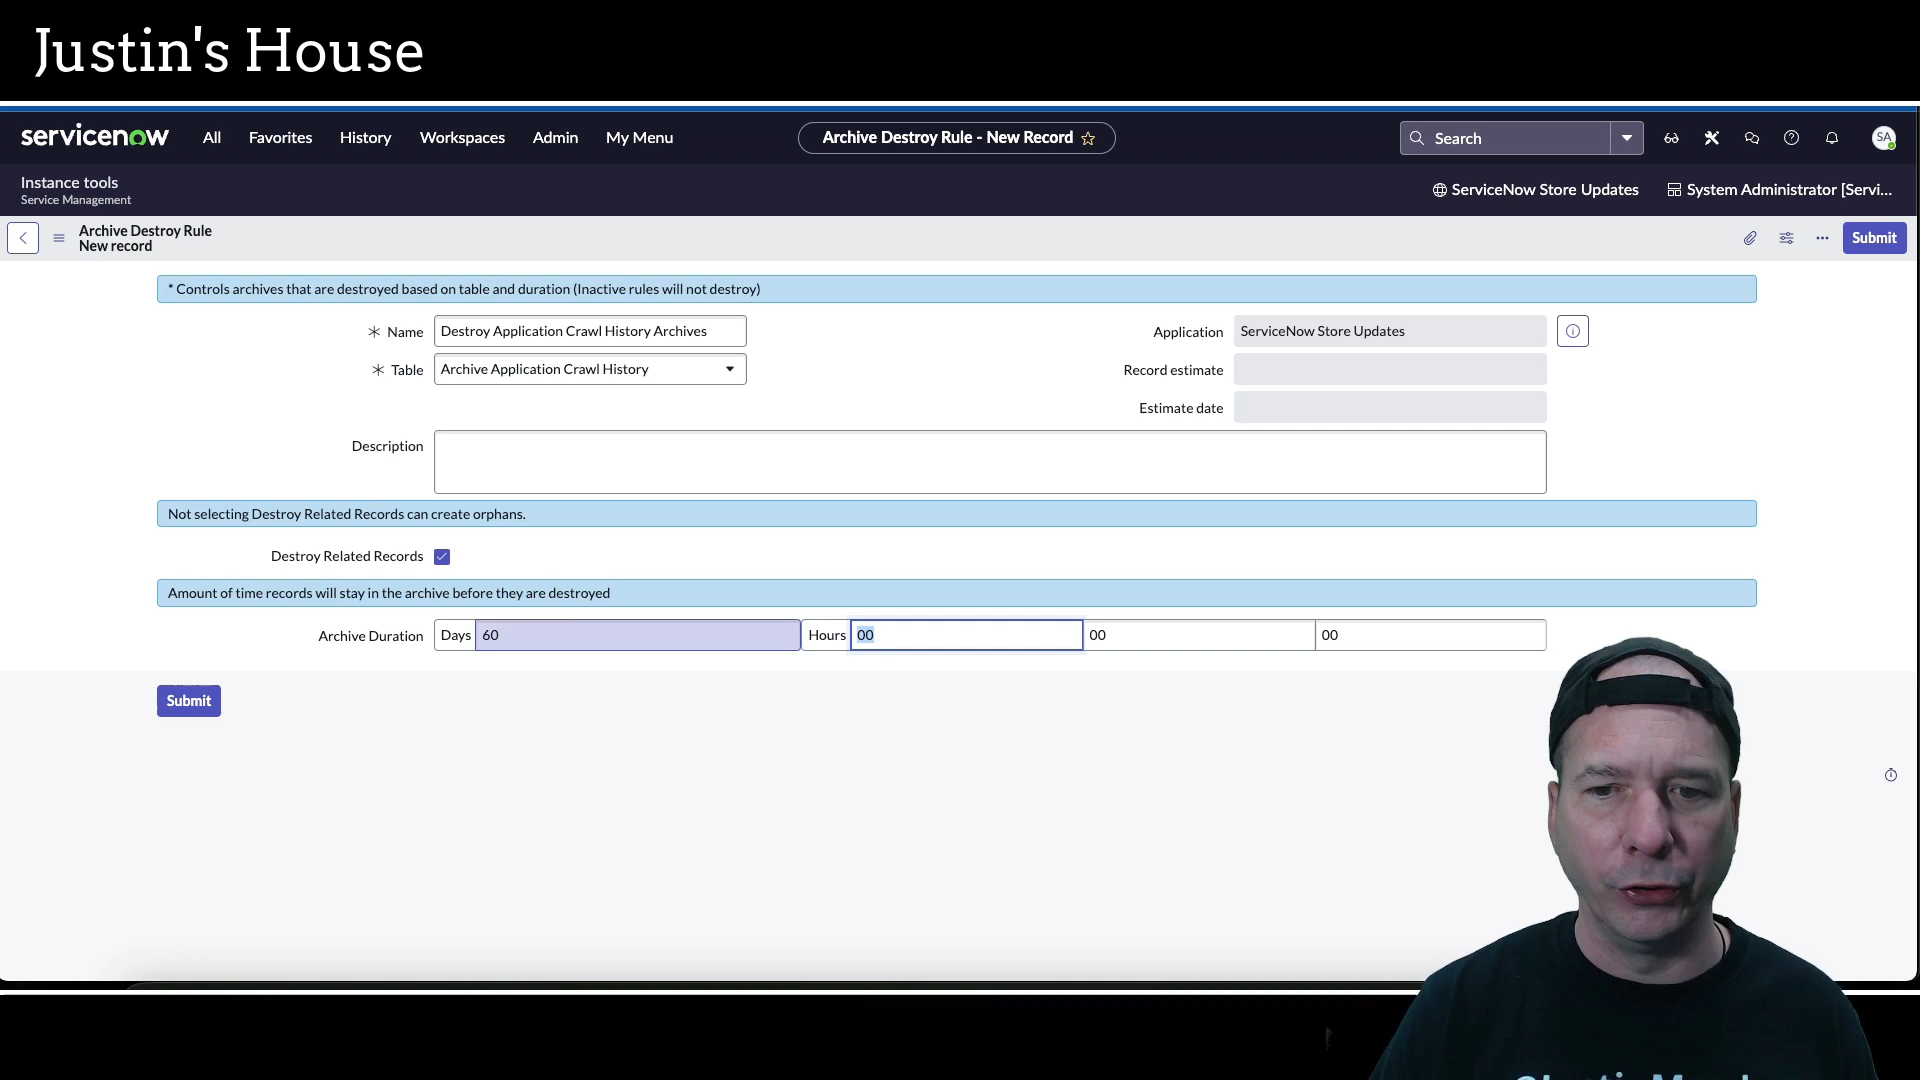 Justin's House
servicenow All Favorites History Workspaces Admin My Menu Archive Destroy Rule - New Record Search SA
Instance tools
Service Management
ServiceNow Store Updates System Administrator [Servi...
Archive Destroy Rule
New record
Submit
* Controls archives that are destroyed based on table and duration (Inactive rules will not destroy)
Name Destroy Application Crawl History Archives Application ServiceNow Store Updates
Table Archive Application Crawl History Record estimate
Estimate date
Description
Not selecting Destroy Related Records can create orphans.
Destroy Related Records
Amount of time records will stay in the archive before they are destroyed
Archive Duration Days 60 Hours 00 00 00
Submit